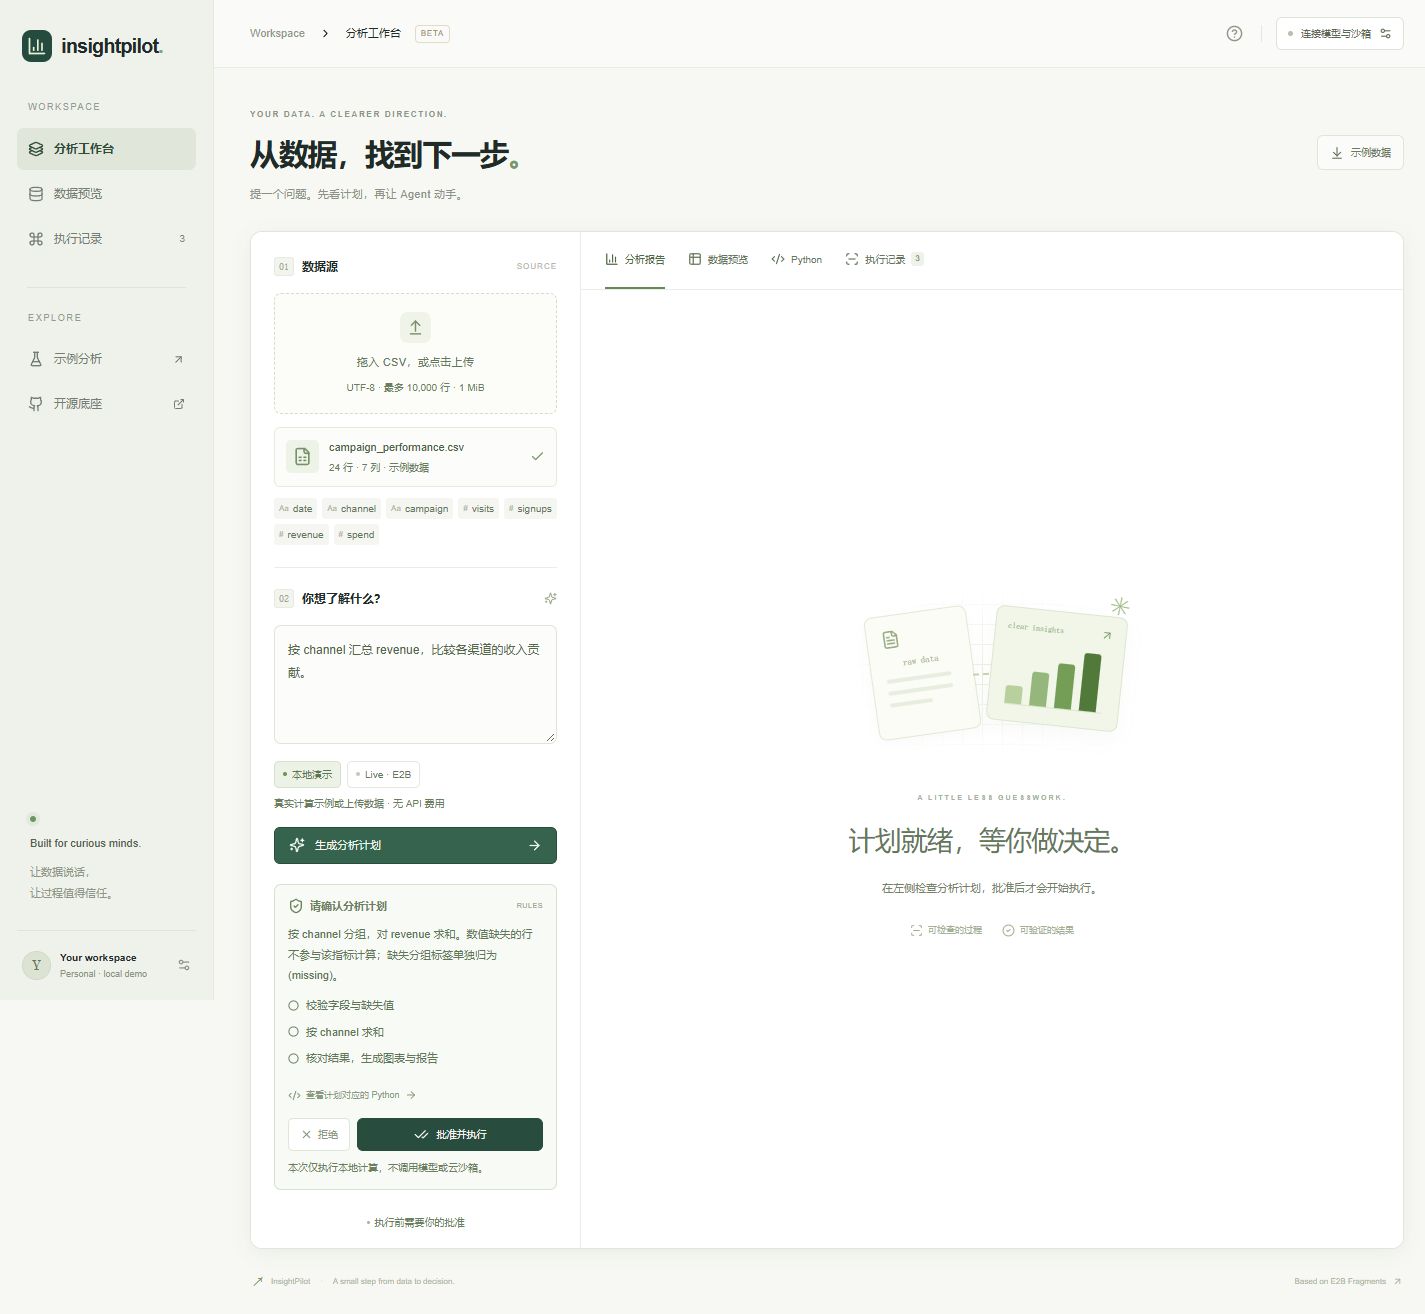 insightpilot.
WORKSPACE
分析工作台
数据预览
执行记录 3
EXPLORE
示例分析
开源底座
Built for curious minds.
让数据说话，
让过程值得信任。
Y
Your workspace
Personal · local demo
Workspace
分析工作台
BETA
连接模型与沙箱
YOUR DATA. A CLEARER DIRECTION.
从数据，找到下一步。
提一个问题。先看计划，再让 Agent 动手。
示例数据
01 数据源 SOURCE
拖入 CSV，或点击上传
UTF-8 · 最多 10,000 行 · 1 MiB
campaign_performance.csv
24 行 · 7 列 · 示例数据
Aa date Aa channel Aa campaign # visits # signups
# revenue # spend
02 你想了解什么？
按 channel 汇总 revenue，比较各渠道的收入贡
献。
本地演示 Live · E2B
真实计算示例或上传数据 · 无 API 费用
生成分析计划
请确认分析计划 RULES
按 channel 分组，对 revenue 求和。数值缺失的行
不参与该指标计算；缺失分组标签单独归为
(missing)。
校验字段与缺失值
按 channel 求和
核对结果，生成图表与报告
查看计划对应的 Python
拒绝 批准并执行
本次仅执行本地计算，不调用模型或云沙箱。
执行前需要你的批准
分析报告 数据预览 Python 执行记录 3
raw data
clear insights
A LITTLE LESS GUESSWORK.
计划就绪，等你做决定。
在左侧检查分析计划，批准后才会开始执行。
可检查的过程 可验证的结果
InsightPilot · A small step from data to decision.
Based on E2B Fragments